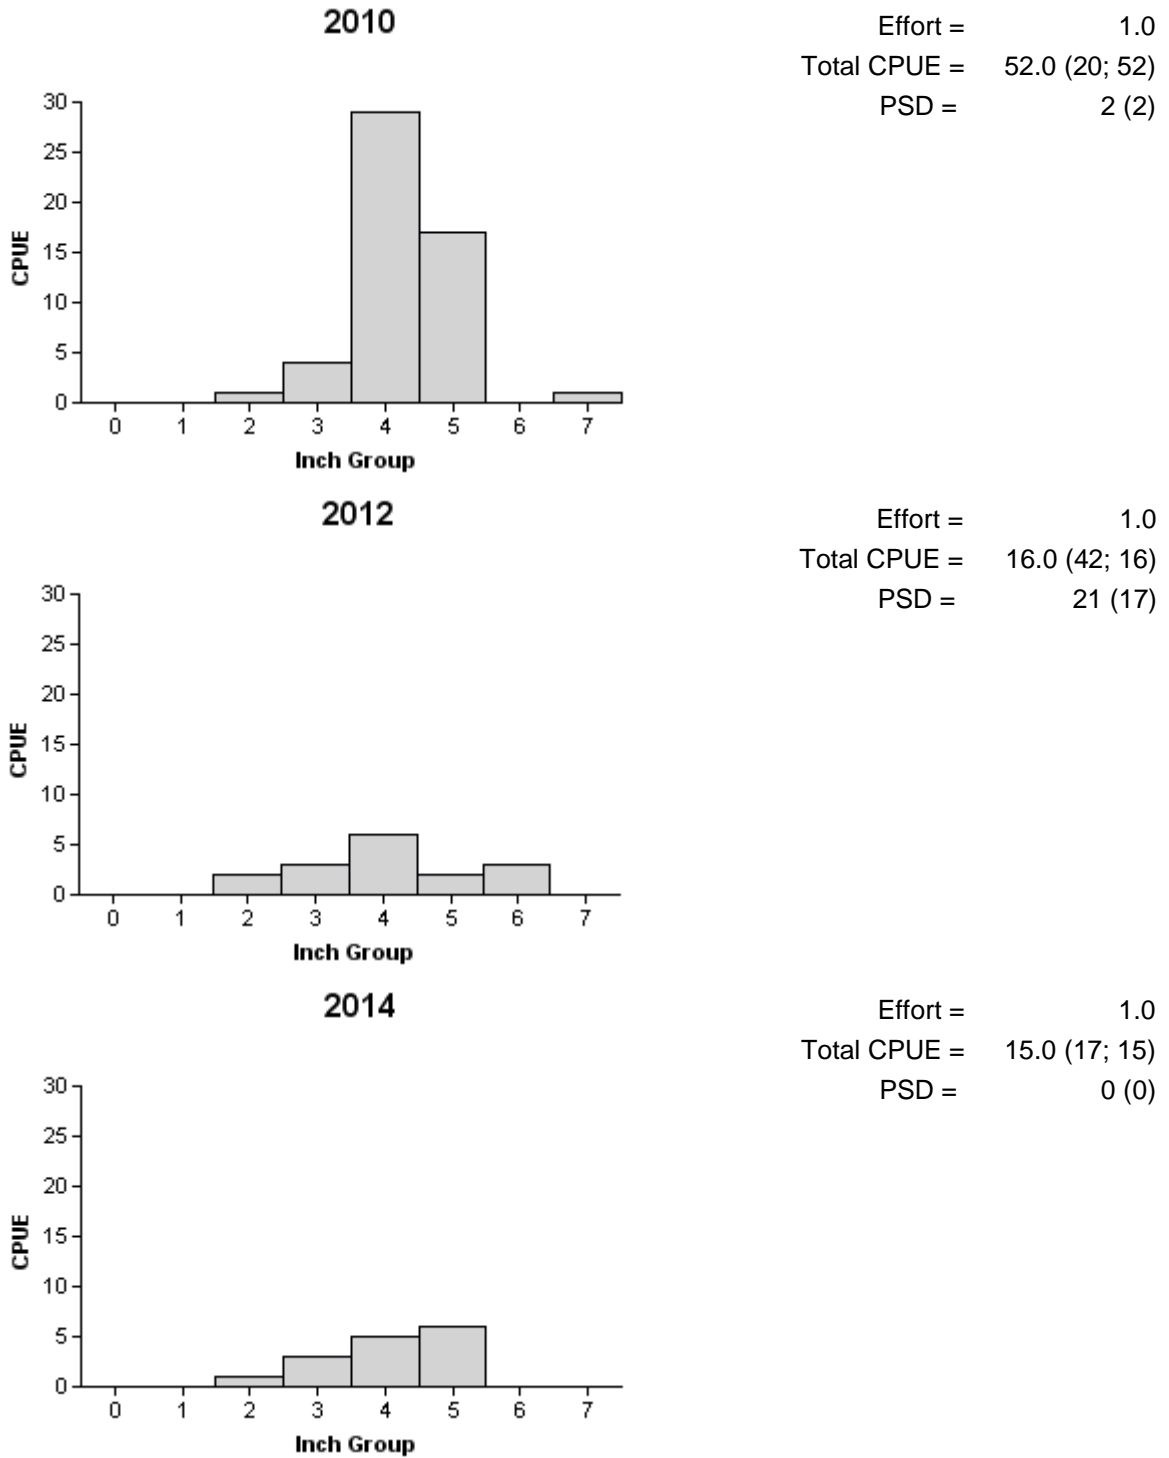 2010
Effort = 1.0
Total CPUE = 52.0 (20; 52)
PSD = 2 (2)
30
25
20
15
10
5
0
CPUE
0 1 2 3 4 5 6 7
Inch Group
2012
Effort = 1.0
Total CPUE = 16.0 (42; 16)
PSD = 21 (17)
30
25
20
15
10
5
0
CPUE
0 1 2 3 4 5 6 7
Inch Group
2014
Effort = 1.0
Total CPUE = 15.0 (17; 15)
PSD = 0 (0)
30
25
20
15
10
5
0
CPUE
0 1 2 3 4 5 6 7
Inch Group